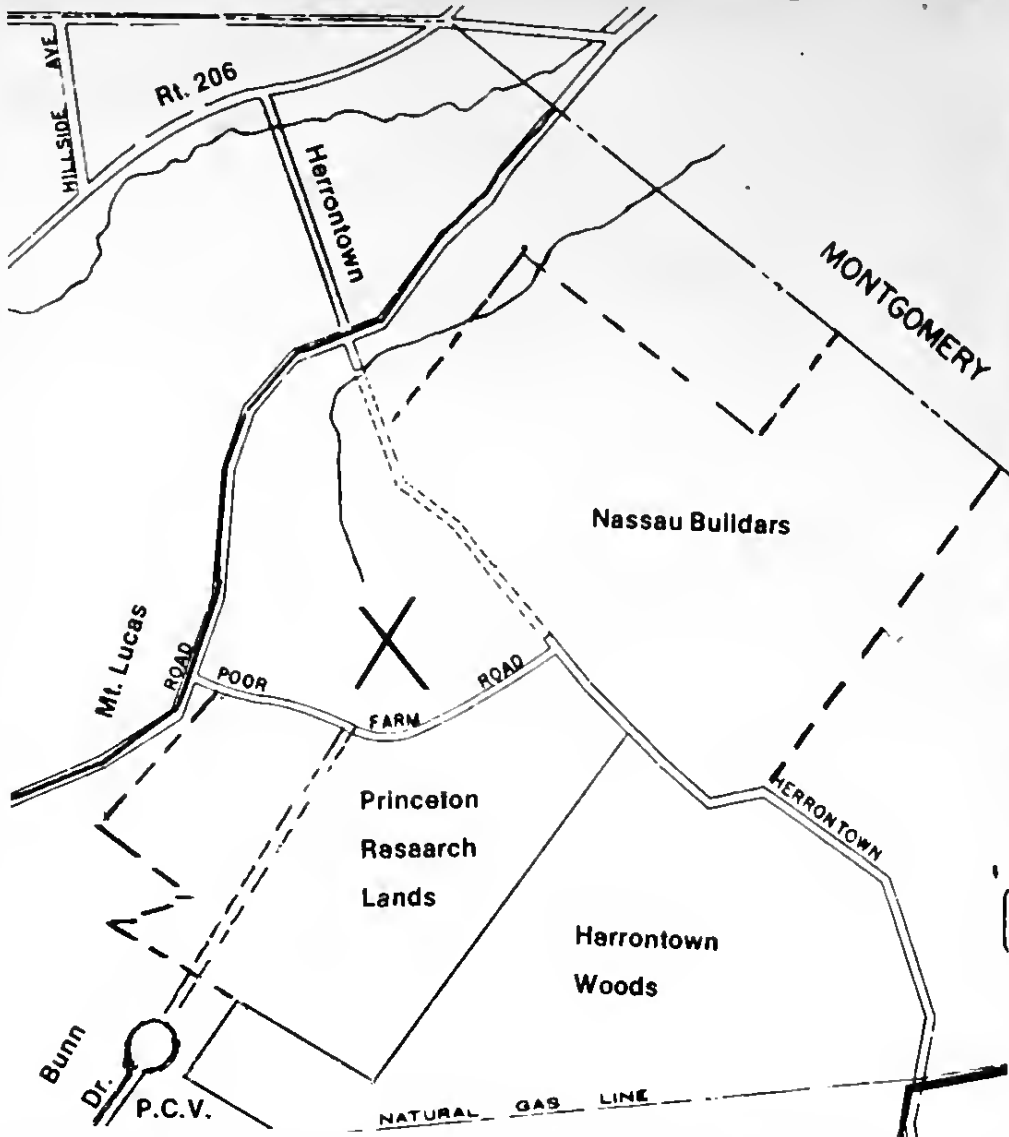 HILLSIDE AVE
Rt. 206
Herrontown
MONTGOMERY
Nassau Buildars
Mt. Lucas
ROAD
POOR
FARM
ROAD
HERRONTOWN
Princeton
Rasaarch
Lands
Harrontown
Woods
Bunn
Dr.
P.C.V.
NATURAL GAS LINE